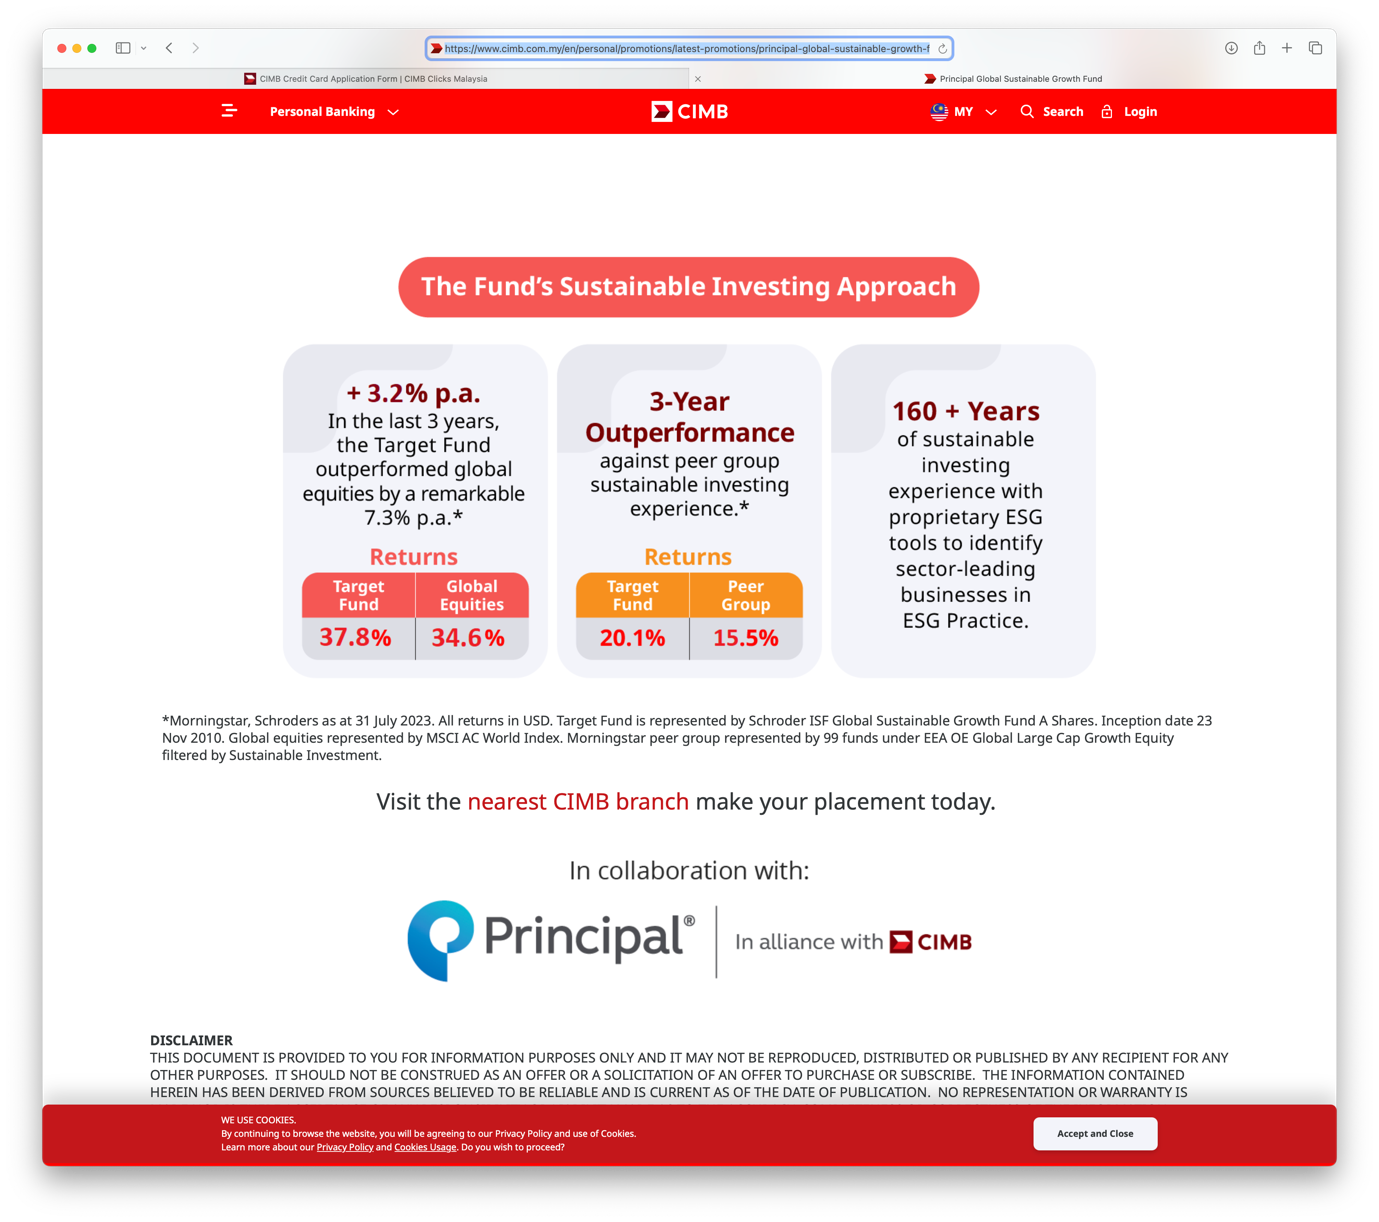 https://www.cimb.com.my/en/personal/promotions/latest-promotions/principal-global-sustainable-growth-f
CIMB Credit Card Application Form | CIMB Clicks Malaysia
Principal Global Sustainable Growth Fund
Personal Banking
CIMB
MY
Search
Login
The Fund's Sustainable Investing Approach
+ 3.2% p.a.
In the last 3 years,
the Target Fund
outperformed global
equities by a remarkable
7.3% p.a.*
Returns
Target Fund
Global Equities
37.8%
34.6%
3-Year
Outperformance
against peer group
sustainable investing
experience.*
Returns
Target Fund
Peer Group
20.1%
15.5%
160 + Years
of sustainable
investing
experience with
proprietary ESG
tools to identify
sector-leading
businesses in
ESG Practice.
*Morningstar, Schroders as at 31 July 2023. All returns in USD. Target Fund is represented by Schroder ISF Global Sustainable Growth Fund A Shares. Inception date 23
Nov 2010. Global equities represented by MSCI AC World Index. Morningstar peer group represented by 99 funds under EEA OE Global Large Cap Growth Equity
filtered by Sustainable Investment.
Visit the nearest CIMB branch make your placement today.
In collaboration with:
Principal®
In alliance with CIMB
DISCLAIMER
THIS DOCUMENT IS PROVIDED TO YOU FOR INFORMATION PURPOSES ONLY AND IT MAY NOT BE REPRODUCED, DISTRIBUTED OR PUBLISHED BY ANY RECIPIENT FOR ANY
OTHER PURPOSES. IT SHOULD NOT BE CONSTRUED AS AN OFFER OR A SOLICITATION OF AN OFFER TO PURCHASE OR SUBSCRIBE. THE INFORMATION CONTAINED
HEREIN HAS BEEN DERIVED FROM SOURCES BELIEVED TO BE RELIABLE AND IS CURRENT AS OF THE DATE OF PUBLICATION. NO REPRESENTATION OR WARRANTY IS
WE USE COOKIES.
By continuing to browse the website, you will be agreeing to our Privacy Policy and use of Cookies.
Learn more about our Privacy Policy and Cookies Usage. Do you wish to proceed?
Accept and Close